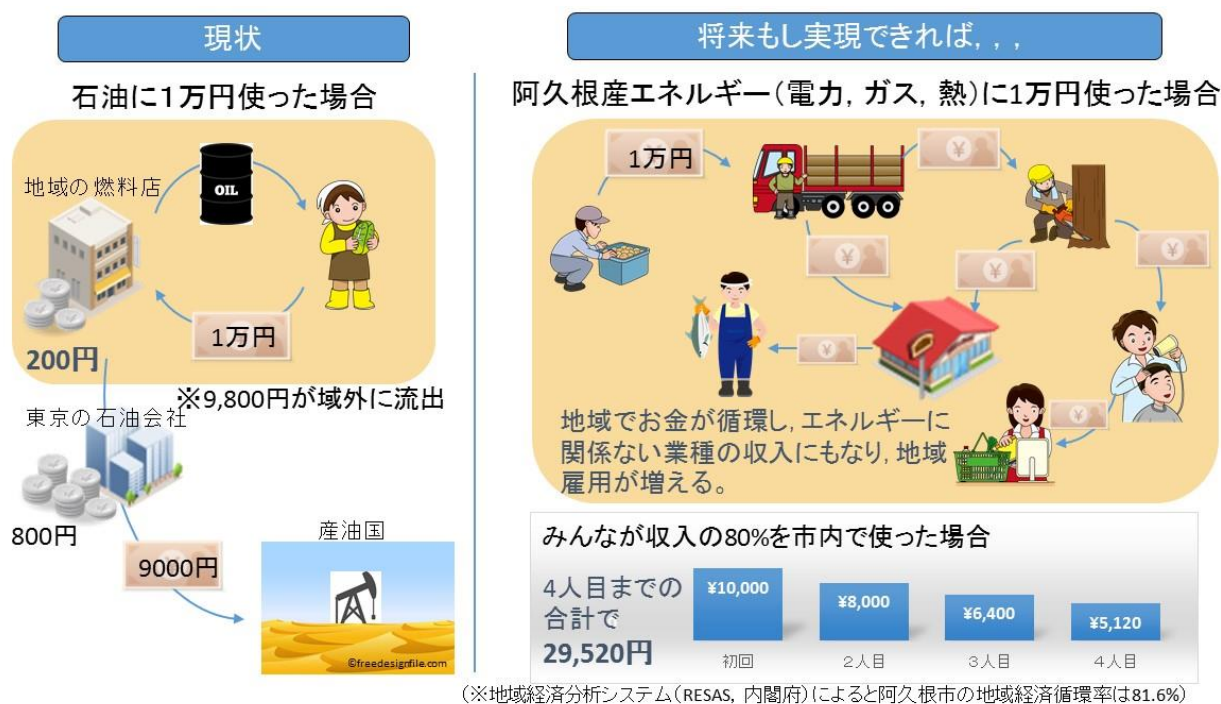 現状
石油に１万円使った場合
地域の燃料店
OIL
1万円
200円
※9,800円が域外に流出
東京の石油会社
800円
9000円
産油国
©freedesignfile.com
将来もし実現できれば，，，
阿久根産エネルギー（電力，ガス，熱）に1万円使った場合
1万円
¥
¥
¥
¥
¥
¥
地域でお金が循環し，エネルギーに
関係ない業種の収入にもなり，地域
雇用が増える。
みんなが収入の80%を市内で使った場合
4人目までの
合計で
29,520円
¥10,000
¥8,000
¥6,400
¥5,120
初回
２人目
３人目
４人目
（※地域経済分析システム（RESAS，内閣府）によると阿久根市の地域経済循環率は81.6%）